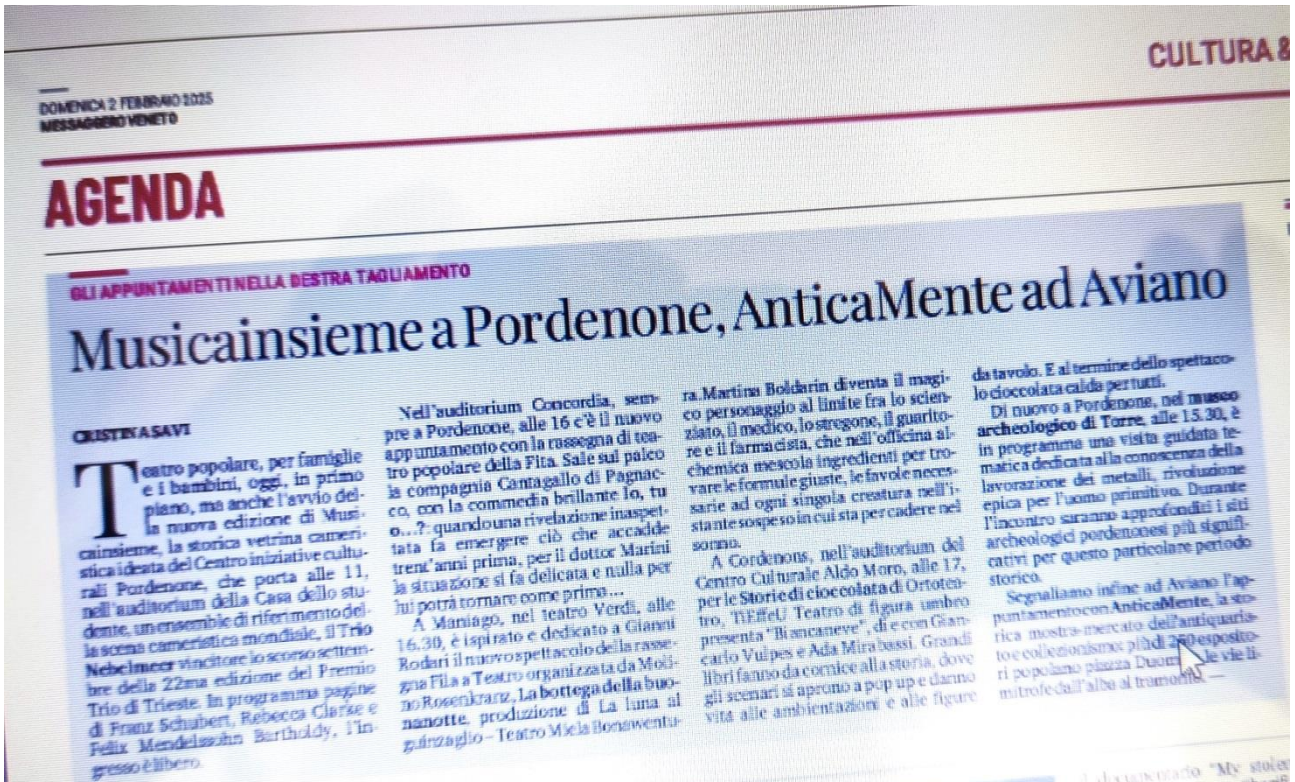 CULTURA &
DOMENICA 2 FEBBRAIO 2025
MESSAGGERO VENETO
AGENDA
GLI APPUNTAMENTI NELLA DESTRA TAGLIAMENTO
Musicainsieme a Pordenone, AnticaMente ad Aviano
CRISTINA SAVI
Teatro popolare, per famiglie
e i bambini, oggi, in primo
piano, ma anche l'avvio del-
la nuova edizione di Musi-
cainsieme, la storica vetrina cameri-
stica ideata del Centro iniziative cultu-
rali Pordenone, che porta alle 11,
nell'auditorium della Casa dello stu-
dente, un ensemble di riferimento del-
la scena cameristica mondiale, il Trio
Nebelmeer vincitore lo scorso settem-
bre della 22ma edizione del Premio
Trio di Trieste. In programma pagine
di Franz Schubert, Rebecca Clarse e
Felix Mendelssohn Bartholdy, l'in-
gresso è libero.
Nell'auditorium Concordia, sem-
pre a Pordenone, alle 16 c'è il nuovo
appuntamento con la rassegna di tea-
tro popolare della Fita. Sale sul palco
la compagnia Cantagallo di Pagnac-
co, con la commedia brillante Io, tu
o...?: quando una rivelazione inaspet-
tata fa emergere ciò che accadde
trent'anni prima, per il dottor Marini
la situazione si fa delicata e nulla per
lui potrà tornare come prima...
A Maniago, nel teatro Verdi, alle
16.30, è ispirato e dedicato a Gianni
Rodari il nuovo spettacolo della rasse-
gna Fila a Teatro organizzata da Moli-
no Rosenkranz, La bottega della buo-
nanotte, produzione di La luna al
guinzaglio – Teatro Miela Bonawentu-
ra. Martina Boldarin diventa il magi-
co personaggio al limite fra lo scien-
ziato, il medico, lo stregone, il guarito-
re e il farmacista, che nell'officina al-
chemica mescola ingredienti per tro-
vare le formule giuste, le favole neces-
sarie ad ogni singola creatura nell'i-
stante sospeso in cui sta per cadere nel
sonno.
A Cordenons, nell'auditorium del
Centro Culturale Aldo Moro, alle 17,
per le Storie di cioccolata di Ortotea-
tro, TIEffeU Teatro di figura umbro
presenta "Biancaneve", di e con Gian-
carlo Vulpes e Ada Mirabassi. Grandi
libri fanno da cornice alla storia, dove
gli scenari si aprono a pop up e danno
vita alle ambientazioni e alle figure
da tavolo. E al termine dello spettaco-
lo cioccolata calda per tutti.
Di nuovo a Pordenone, nel museo
archeologico di Torre, alle 15.30, è
in programma una visita guidata te-
matica dedicata alla conoscenza della
lavorazione dei metalli, rivoluzione
epica per l'uomo primitivo. Durante
l'incontro saranno approfonditi i siti
archeologici pordenonesi più signifi-
cativi per questo particolare periodo
storico.
Segnaliamo infine ad Aviano l'ap-
puntamento con AnticaMente, la sto-
rica mostra-mercato dell'antiquaria-
to e collezionismo: più di 250 esposito-
ri popolano piazza Duomo le vie li-
mitrofe dall'alba al tramonto. —
documentario "My stolen